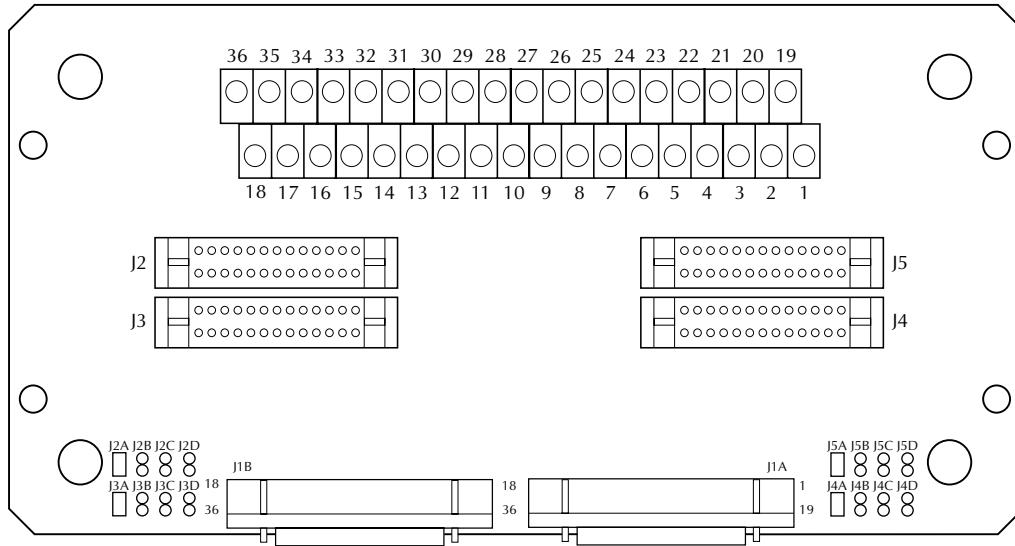 36 35 34 33 32 31 30 29 28 27 26 25 24 23 22 21 20 19
18 17 16 15 14 13 12 11 10 9 8 7 6 5 4 3 2 1
J2 J5
J3 J4
J2A J2B J2C J2D J5A J5B J5C J5D
J1B J1A
18 18 1
J3A J3B J3C J3D J4A J4B J4C J4D
36 36 19